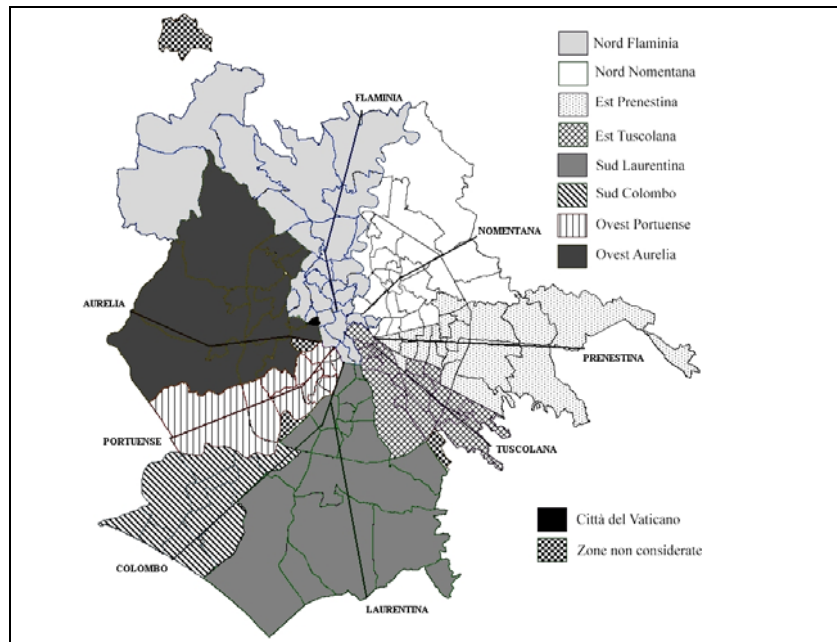 Nord Flaminia
Nord Nomentana
Est Prenestina
Est Tuscolana
Sud Laurentina
Sud Colombo
Ovest Portuense
Ovest Aurelia
FLAMINIA
NOMENTANA
AURELIA
PRENESTINA
PORTUENSE
TUSCOLANA
COLOMBO
LAURENTINA
Città del Vaticano
Zone non considerate